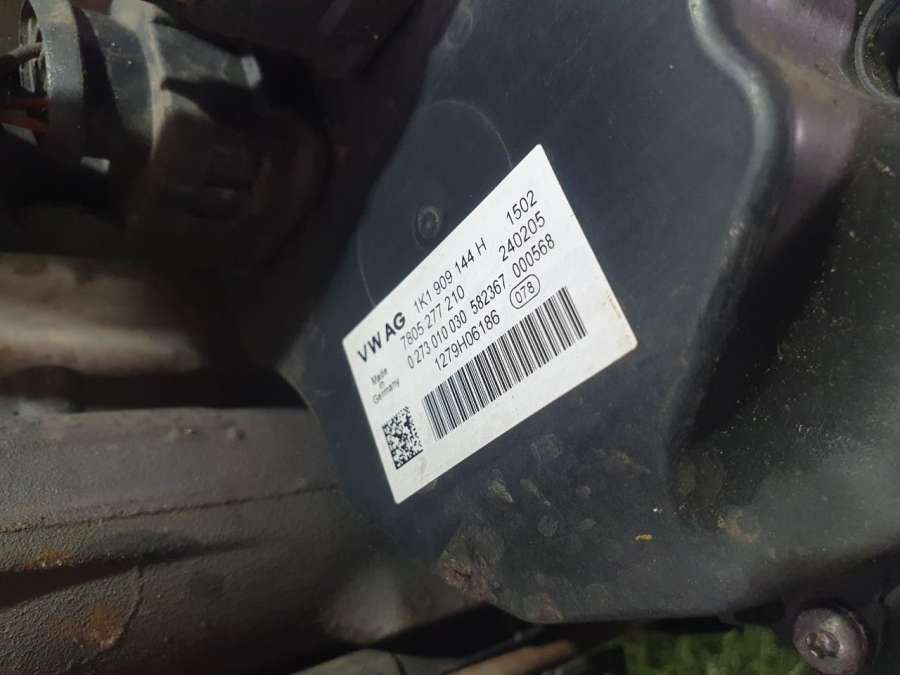 VW AG 1K1 909 144 H 1502
7805 277 210 240205
0 273 010 030 582367 000568
1279H06186 078
Made
in
Germany